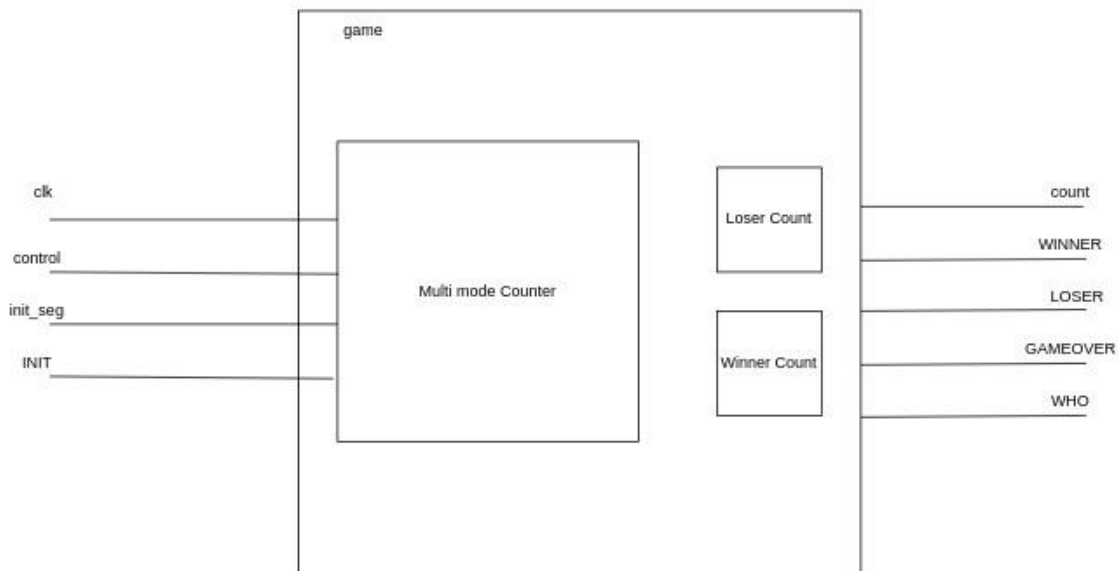 game
clk
control
init_seg
INIT
Multi mode Counter
Loser Count
Winner Count
count
WINNER
LOSER
GAMEOVER
WHO